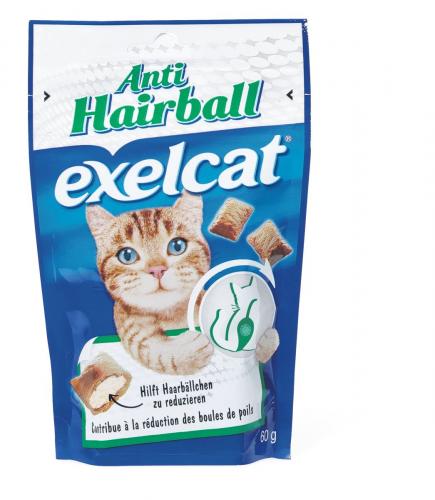 Anti
Hairball
exelcat®
Hilft Haarbällchen
zu reduzieren
Contribue à la réduction des boules de poils
60 g